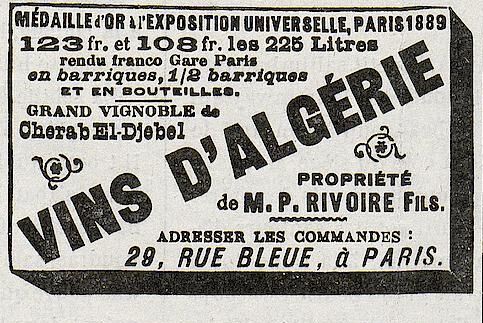 MÉDAILLE d'OR à l'EXPOSITION UNIVERSELLE, PARIS 1889
123 fr. et 108 fr. les 225 Litres
rendu franco Gare Paris
en barriques, 1/2 barriques
ET EN BOUTEILLES.
GRAND VIGNOBLE de
Cherab El-Djebel
VINS D'ALGÉRIE
PROPRIÉTÉ
de M. P. RIVOIRE FILS.
ADRESSER LES COMMANDES :
29, RUE BLEUE, à PARIS.